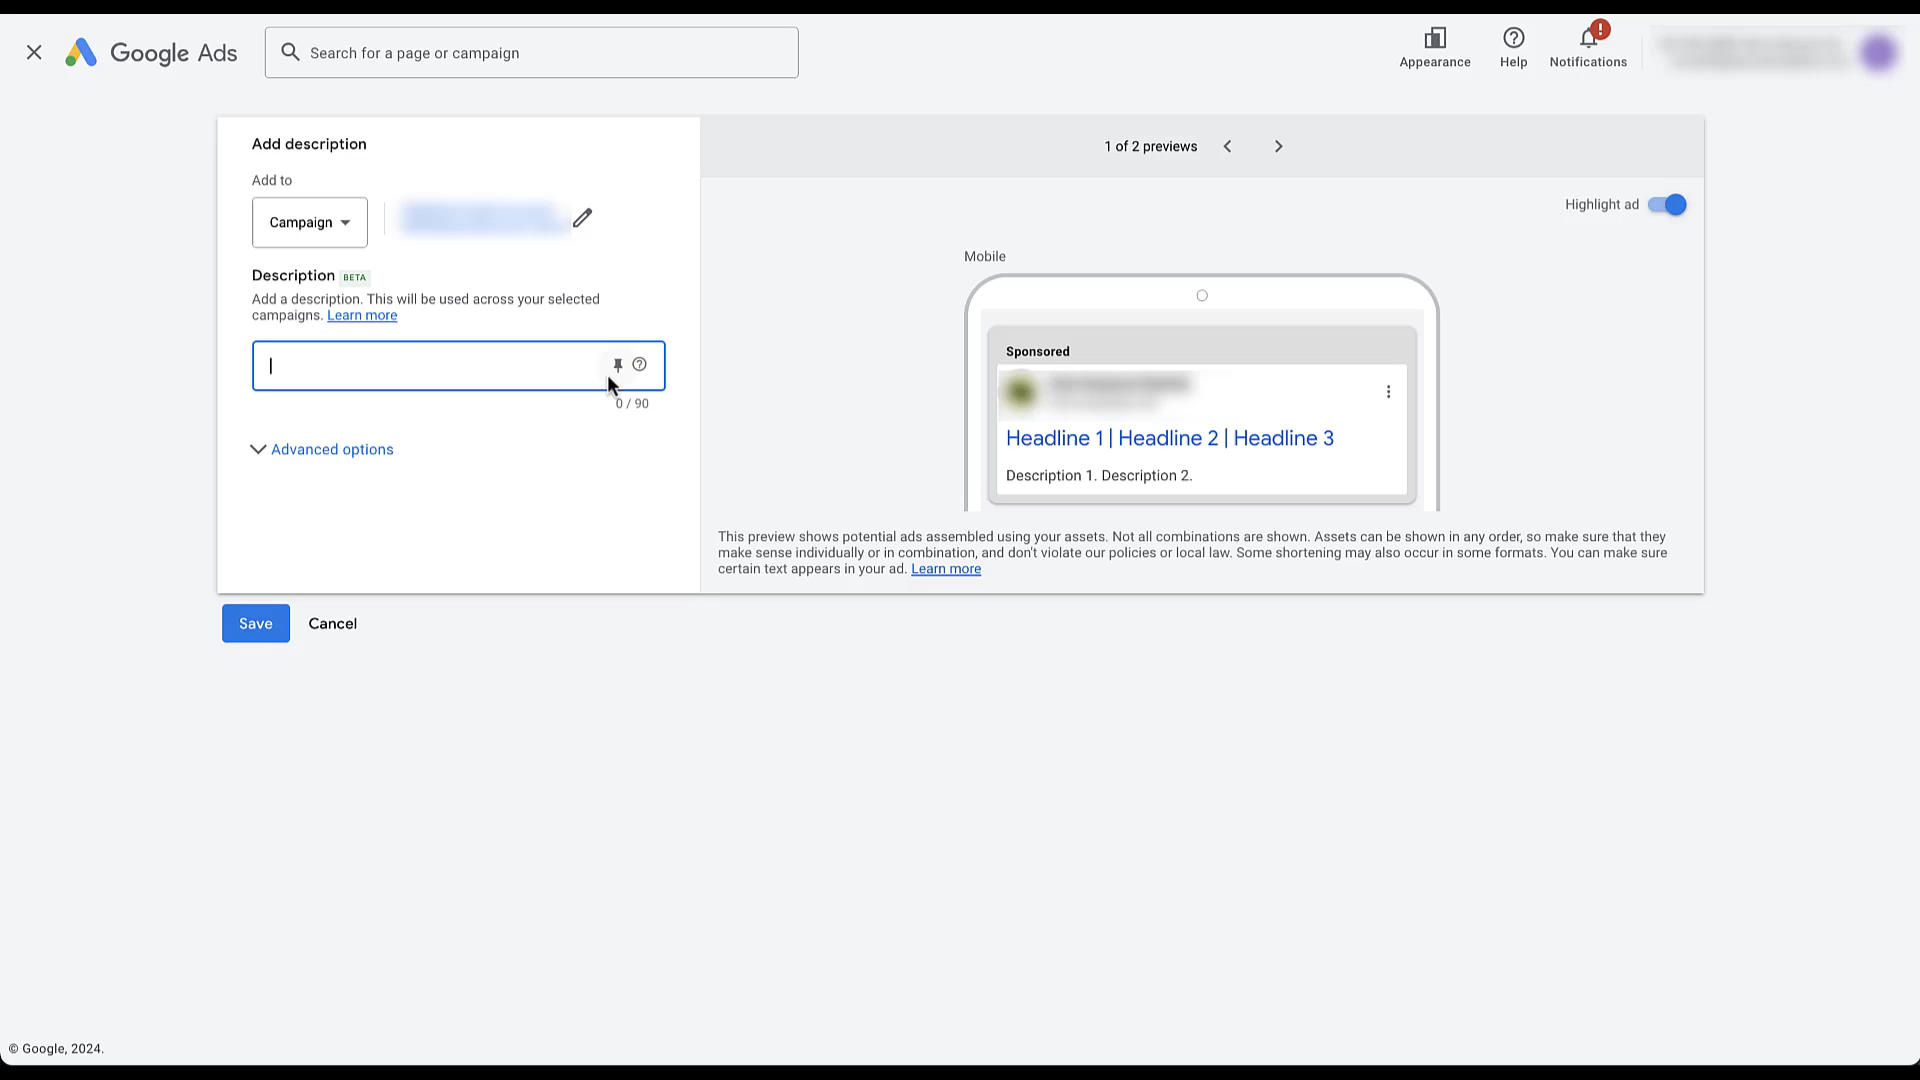 Google Ads
Search for a page or campaign
Appearance
Help
!
Notifications
Add description
Add to
Campaign
Description BETA
Add a description. This will be used across your selected
campaigns. Learn more
0 / 90
Advanced options
Save
Cancel
1 of 2 previews
Highlight ad
Mobile
Sponsored
Headline 1 | Headline 2 | Headline 3
Description 1. Description 2.
This preview shows potential ads assembled using your assets. Not all combinations are shown. Assets can be shown in any order, so make sure that they
make sense individually or in combination, and don't violate our policies or local law. Some shortening may also occur in some formats. You can make sure
certain text appears in your ad. Learn more
© Google, 2024.